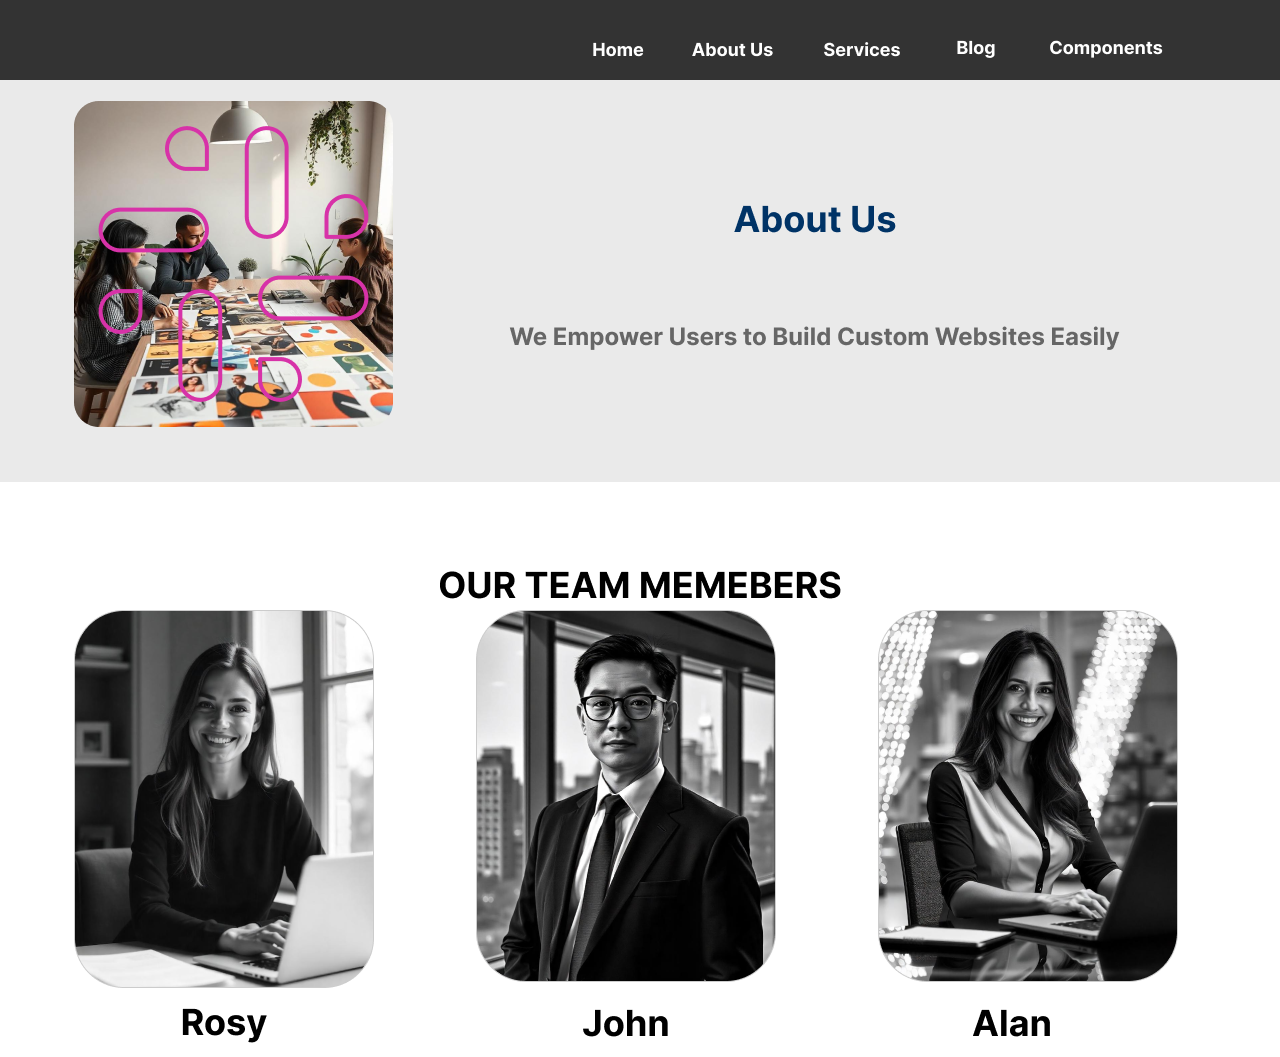 Home About Us Services Blog Components
About Us
We Empower Users to Build Custom Websites Easily
OUR TEAM MEMEBERS
Rosy John Alan